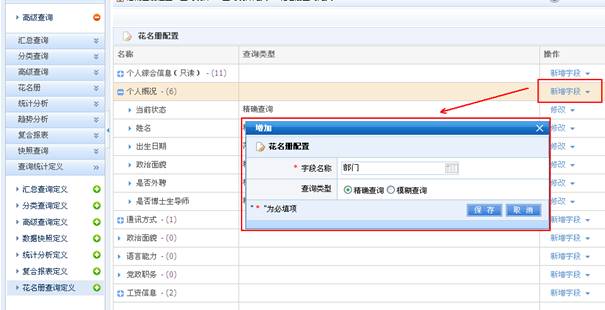 高级查询
汇总查询
分类查询
高级查询
花名册
统计分析
趋势分析
复合报表
快照查询
查询统计定义
汇总查询定义
分类查询定义
高级查询定义
数据快照定义
统计分析定义
复合报表定义
花名册查询定义
花名册配置
名称 查询类型 操作
个人综合信息(只读) - (11) 新增字段
个人概况 - (6) 新增字段
当前状态 精确查询 修改
姓名 修改
出生日期 修改
政治面貌 修改
是否外聘 修改
是否博士生导师 修改
通讯方式 - (1) 新增字段
政治面貌 - (0) 新增字段
语言能力 - (0) 新增字段
党政职务 - (0) 新增字段
工资信息 - (2) 新增字段
增加
花名册配置
* 字段名称 部门
查询类型 精确查询 模糊查询
" * "为必填项 保存 取消